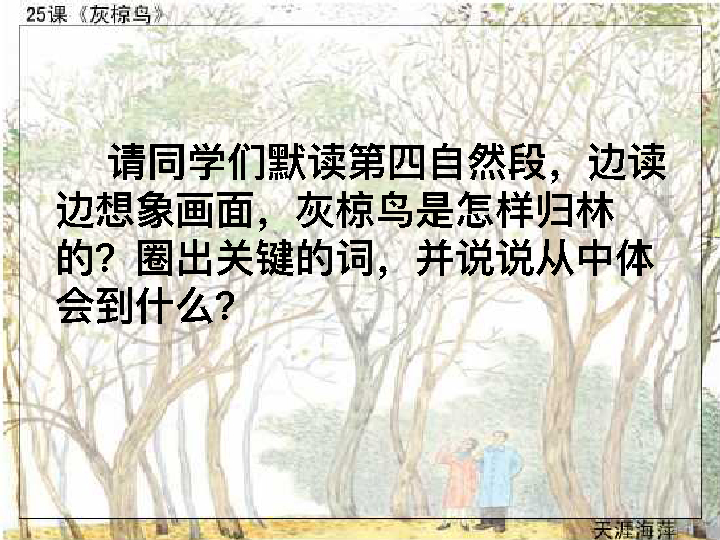 25课《灰椋鸟》
请同学们默读第四自然段，边读
边想象画面，灰椋鸟是怎样归林
的？圈出关键的词，并说说从中体
会到什么？
天涯海萍